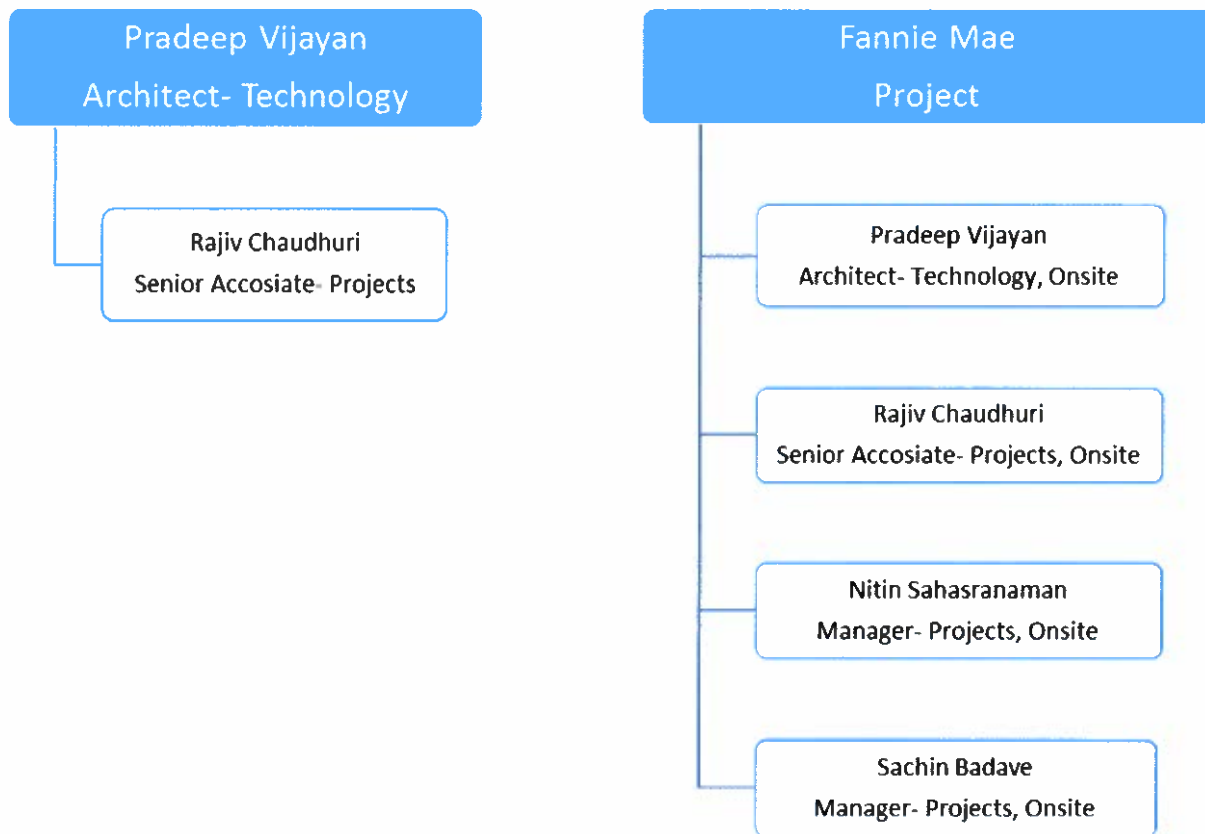 Pradeep Vijayan
Architect- Technology
Rajiv Chaudhuri
Senior Accosiate- Projects
Fannie Mae
Project
Pradeep Vijayan
Architect- Technology, Onsite
Rajiv Chaudhuri
Senior Accosiate- Projects, Onsite
Nitin Sahasranaman
Manager- Projects, Onsite
Sachin Badave
Manager- Projects, Onsite